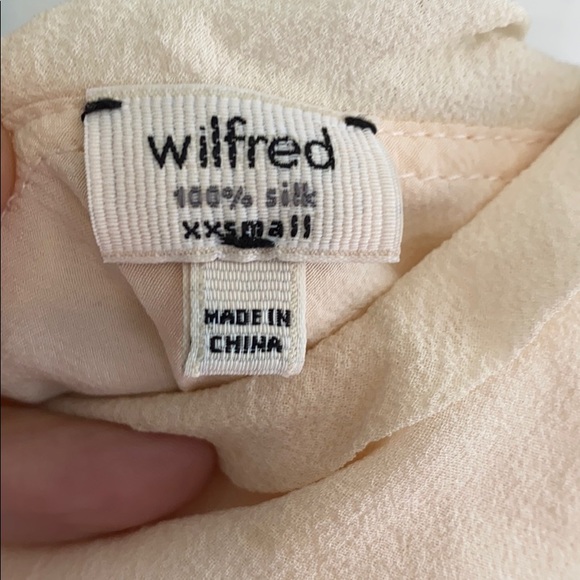 wilfred
100% silk
xxsmall
MADE IN
CHINA